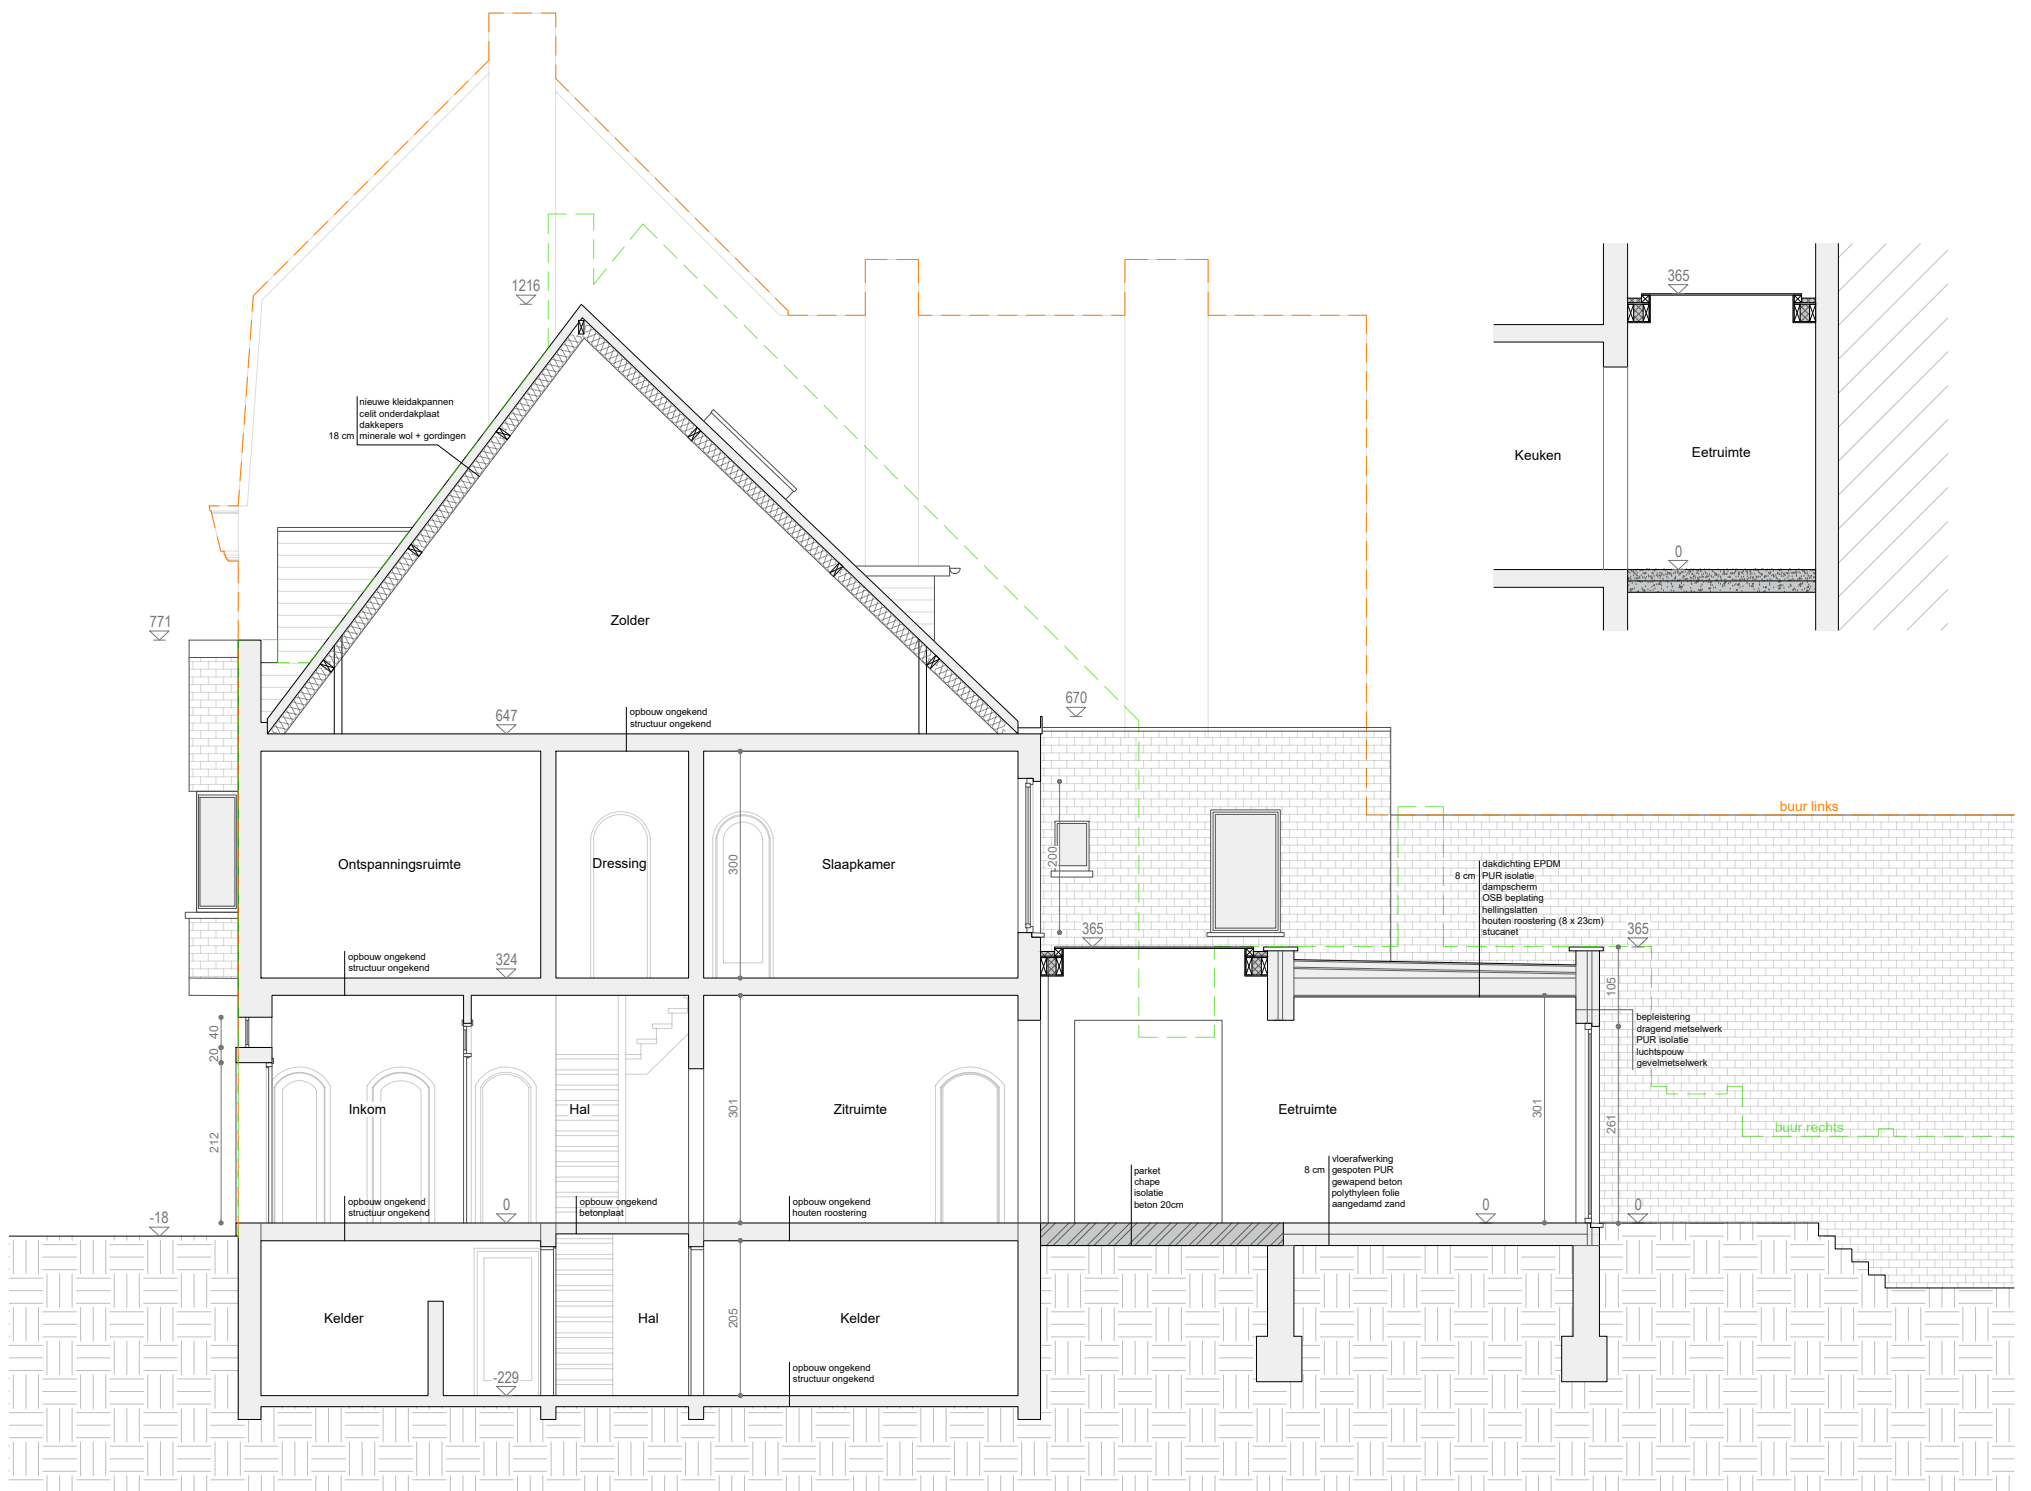 1216
365
nieuwe kleidakpannen
celit onderdakplaat
dakkepers
18 cm minerale wol + gordingen
Keuken
Eetruimte
0
Zolder
771
647
opbouw ongekend
structuur ongekend
670
buur links
Ontspanningsruimte
Dressing
300
Slaapkamer
200
dakdichting EPDM
8 cm PUR isolatie
dampscherm
OSB beplating
hellingslatten
houten roostering (8 x 23cm)
stucanet
365
365
opbouw ongekend
structuur ongekend
324
105
40
20
bepleistering
dragend metselwerk
PUR isolatie
luchtspouw
gevelmetselwerk
Inkom
Hal
301
Zitruimte
Eetruimte
301
261
buur rechts
212
vloerafwerking
8 cm gespoten PUR
gewapend beton
polythyleen folie
aangedamd zand
parket
chape
isolatie
beton 20cm
opbouw ongekend
structuur ongekend
0
opbouw ongekend
betonplaat
opbouw ongekend
houten roostering
0
0
-18
Kelder
Hal
205
Kelder
-229
opbouw ongekend
structuur ongekend